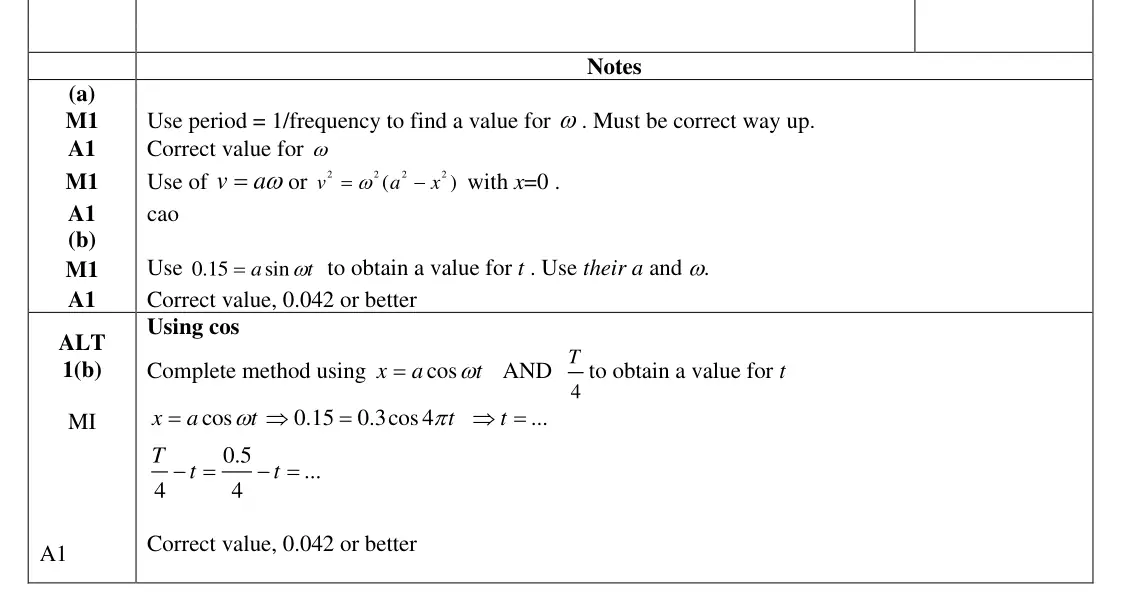 Notes
(a)
M1 Use period = 1/frequency to find a value for ω . Must be correct way up.
A1 Correct value for ω
M1 Use of v = aω or v² = ω²(a² − x²) with x=0 .
A1 cao
(b)
M1 Use 0.15 = a sin ωt to obtain a value for t . Use their a and ω.
A1 Correct value, 0.042 or better
Using cos
ALT
1(b) Complete method using x = a cos ωt AND T/4 to obtain a value for t
MI x = a cos ωt ⇒ 0.15 = 0.3cos 4πt ⇒ t = ...
T/4 − t = 0.5/4 − t = ...
A1 Correct value, 0.042 or better